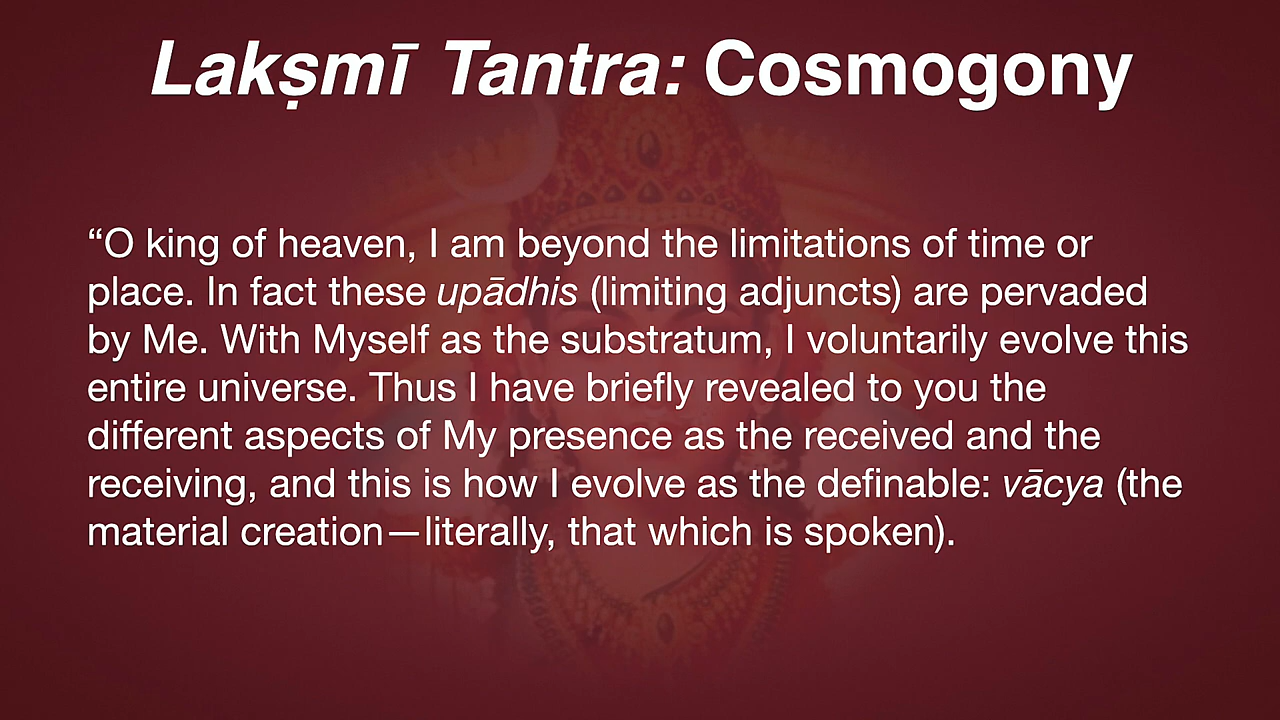 Lakṣmī Tantra: Cosmogony
“O king of heaven, I am beyond the limitations of time or
place. In fact these upādhis (limiting adjuncts) are pervaded
by Me. With Myself as the substratum, I voluntarily evolve this
entire universe. Thus I have briefly revealed to you the
different aspects of My presence as the received and the
receiving, and this is how I evolve as the definable: vācya (the
material creation—literally, that which is spoken).